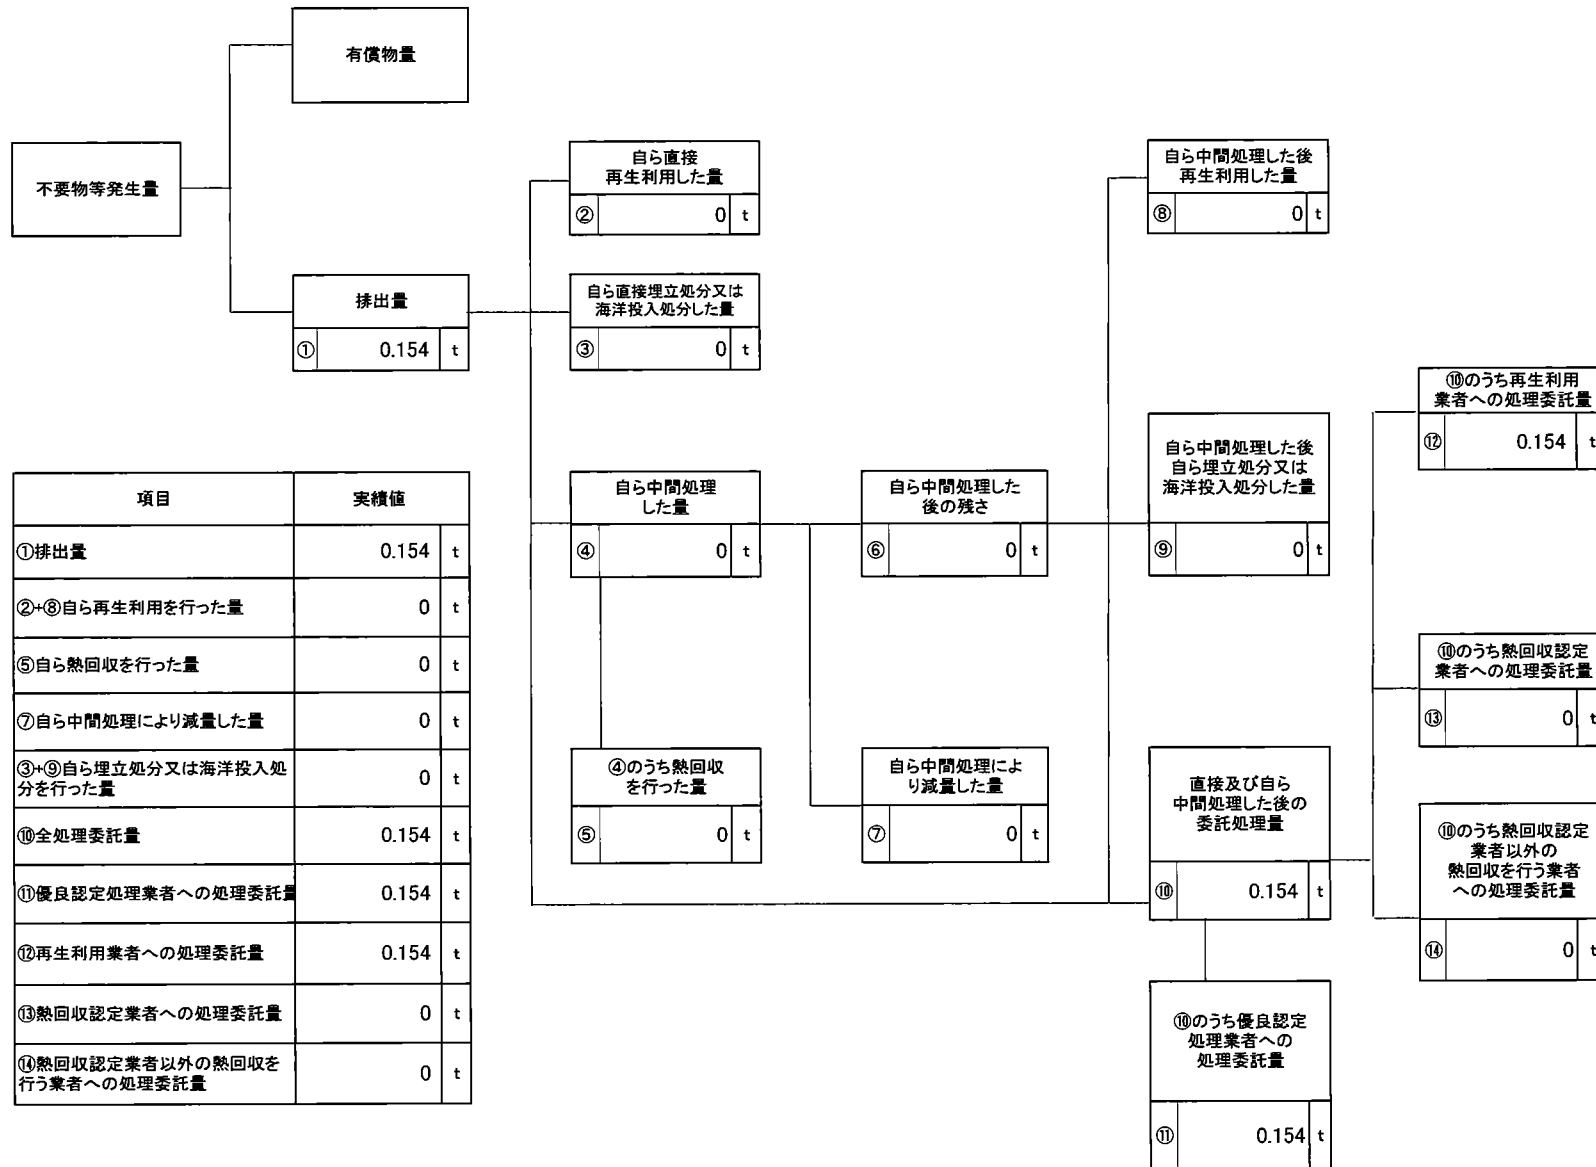 有償物量
不要物等発生量
排出量
① 0.154 t
自ら直接
再生利用した量
② 0 t
自ら直接埋立処分又は
海洋投入処分した量
③ 0 t
自ら中間処理
した量
④ 0 t
④のうち熱回収
を行った量
⑤ 0 t
自ら中間処理した
後の残さ
⑥ 0 t
自ら中間処理によ
り減量した量
⑦ 0 t
自ら中間処理した後
再生利用した量
⑧ 0 t
自ら中間処理した後
自ら埋立処分又は
海洋投入処分した量
⑨ 0 t
直接及び自ら
中間処理した後の
委託処理量
⑩ 0.154 t
⑩のうち優良認定
処理業者への
処理委託量
⑪ 0.154 t
⑩のうち再生利用
業者への処理委託量
⑫ 0.154 t
⑩のうち熱回収認定
業者への処理委託量
⑬ 0 t
⑩のうち熱回収認定
業者以外の
熱回収を行う業者
への処理委託量
⑭ 0 t
項目 実績値
①排出量 0.154 t
②+⑧自ら再生利用を行った量 0 t
⑤自ら熱回収を行った量 0 t
⑦自ら中間処理により減量した量 0 t
③+⑨自ら埋立処分又は海洋投入処
分を行った量 0 t
⑩全処理委託量 0.154 t
⑪優良認定処理業者への処理委託量 0.154 t
⑫再生利用業者への処理委託量 0.154 t
⑬熱回収認定業者への処理委託量 0 t
⑭熱回収認定業者以外の熱回収を
行う業者への処理委託量 0 t